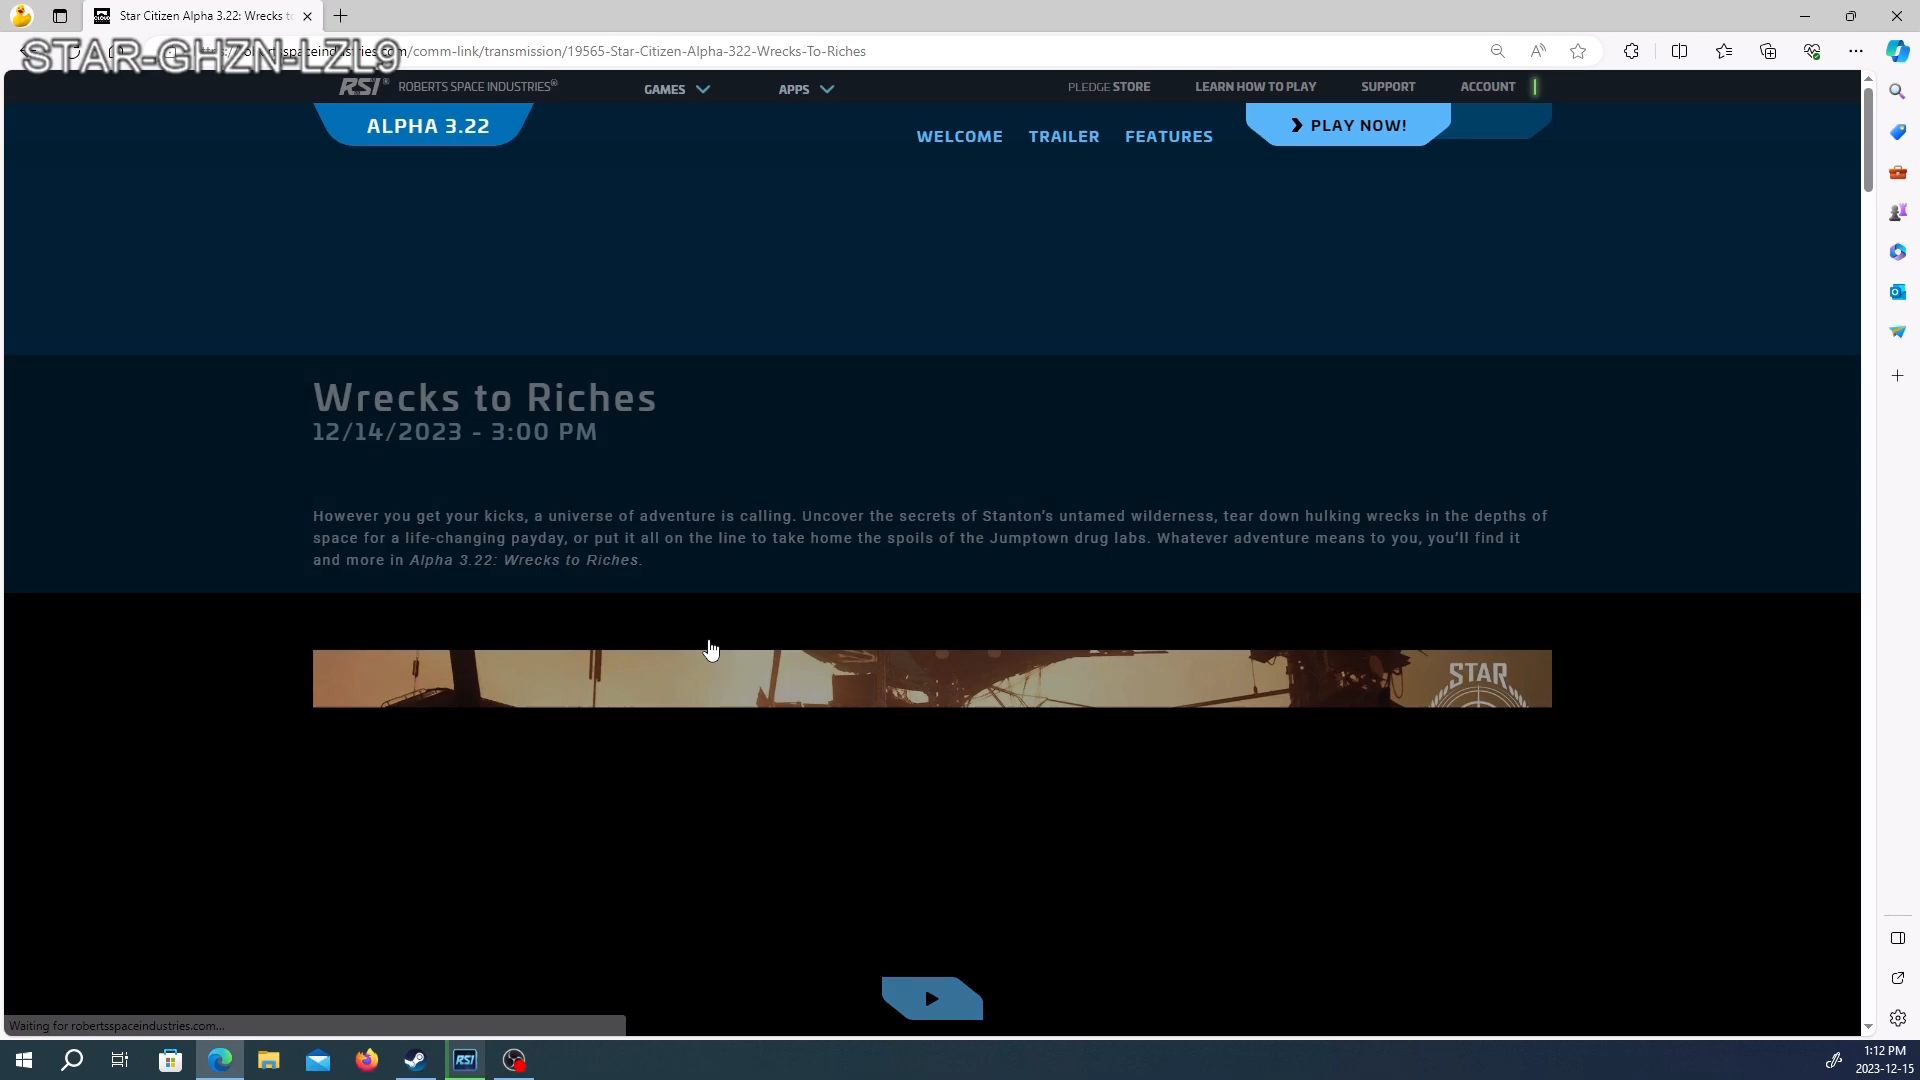 Star Citizen Alpha 3.22: Wrecks to
STAR-GHZN-LZL9
/comm-link/transmission/19565-Star-Citizen-Alpha-322-Wrecks-To-Riches
RSI ® ROBERTS SPACE INDUSTRIES®
GAMES
APPS
PLEDGE STORE
LEARN HOW TO PLAY
SUPPORT
ACCOUNT
ALPHA 3.22
WELCOME
TRAILER
FEATURES
PLAY NOW!
Wrecks to Riches
12/14/2023 - 3:00 PM
However you get your kicks, a universe of adventure is calling. Uncover the secrets of Stanton’s untamed wilderness, tear down hulking wrecks in the depths of
space for a life-changing payday, or put it all on the line to take home the spoils of the Jumptown drug labs. Whatever adventure means to you, you’ll find it
and more in Alpha 3.22: Wrecks to Riches.
STAR
Waiting for robertsspaceindustries.com...
RSI
1:12 PM
2023-12-15